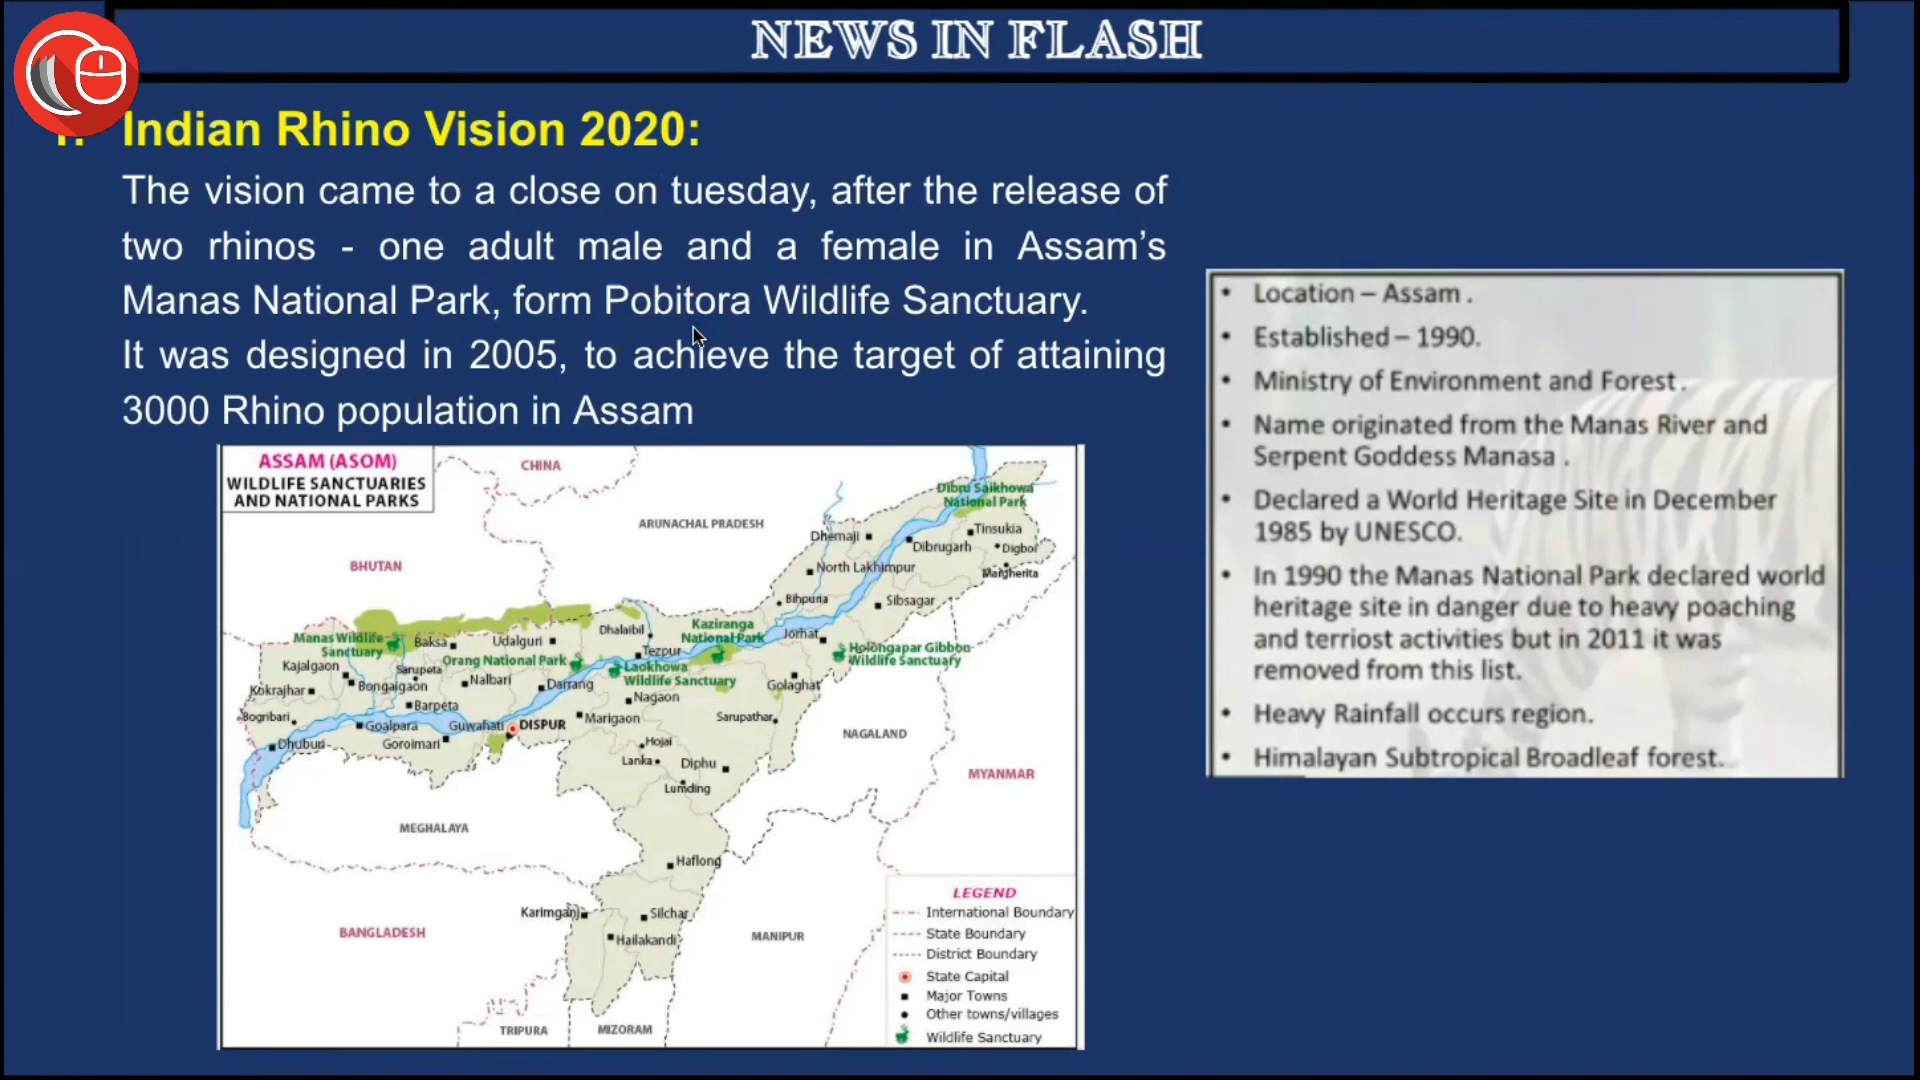 NEWS IN FLASH
Indian Rhino Vision 2020:
The vision came to a close on tuesday, after the release of
two rhinos - one adult male and a female in Assam’s
Manas National Park, form Pobitora Wildlife Sanctuary.
It was designed in 2005, to achieve the target of attaining
3000 Rhino population in Assam
ASSAM (ASOM)
WILDLIFE SANCTUARIES
AND NATIONAL PARKS
CHINA
ARUNACHAL PRADESH
BHUTAN
Dibru Saikhowa
National Park
Tinsukia
Dhemaji
Dibrugarh
Digboi
North Lakhimpur
Margherita
Bihpuria
Sibsagar
Dhalaibil
Kaziranga
National Park
Jorhat
Holongapar Gibbon
Wildlife Sanctuary
Manas Wildlife
Sanctuary
Baksa
Udalguri
Tezpur
Orang National Park
Laokhowa
Wildlife Sanctuary
Kajalgaon
Sarupeta
Nalbari
Darrang
Golaghat
Kokrajhar
Bongaigaon
Nagaon
Barpeta
Bogribari
Goalpara
Guwahati
DISPUR
Marigaon
Sarupathar
Dhuburi
Goroimari
Hojai
Lanka
Diphu
Lumding
NAGALAND
MYANMAR
MEGHALAYA
Haflong
Karimganj
Silchar
Hailakandi
BANGLADESH
MANIPUR
TRIPURA
MIZORAM
LEGEND
International Boundary
State Boundary
District Boundary
State Capital
Major Towns
Other towns/villages
Wildlife Sanctuary
• Location – Assam .
• Established – 1990.
• Ministry of Environment and Forest .
• Name originated from the Manas River and
Serpent Goddess Manasa .
• Declared a World Heritage Site in December
1985 by UNESCO.
• In 1990 the Manas National Park declared world
heritage site in danger due to heavy poaching
and terriost activities but in 2011 it was
removed from this list.
• Heavy Rainfall occurs region.
• Himalayan Subtropical Broadleaf forest.